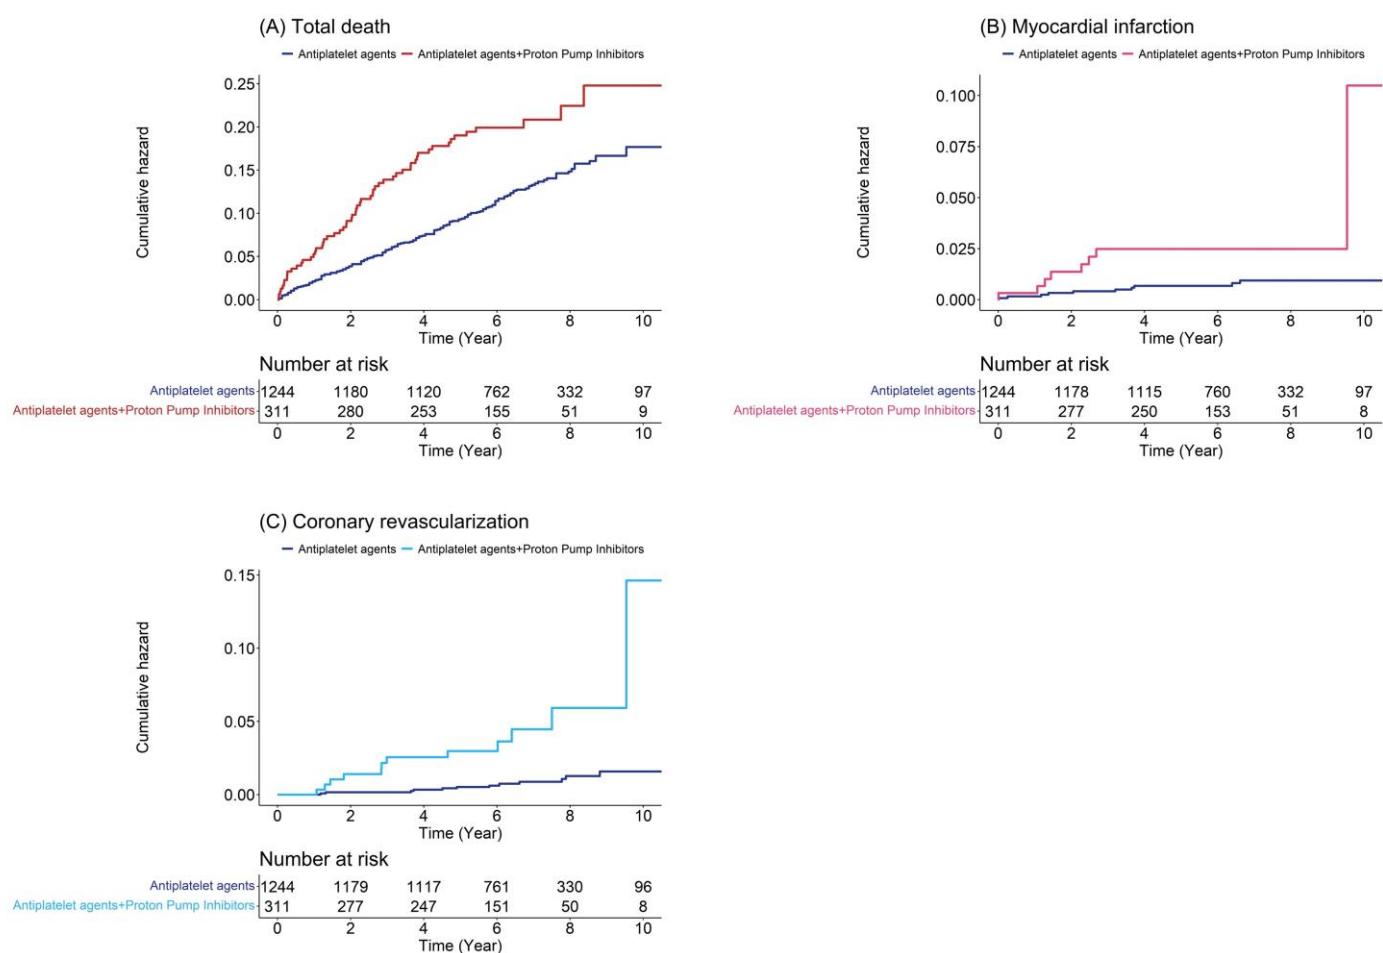 (A) Total death
Antiplatelet agents Antiplatelet agents+Proton Pump Inhibitors
Cumulative hazard
0.25
0.20
0.15
0.10
0.05
0.00
0 2 4 6 8 10
Time (Year)
Number at risk
Antiplatelet agents 1244 1180 1120 762 332 97
Antiplatelet agents+Proton Pump Inhibitors 311 280 253 155 51 9
0 2 4 6 8 10
Time (Year)
(B) Myocardial infarction
Antiplatelet agents Antiplatelet agents+Proton Pump Inhibitors
Cumulative hazard
0.100
0.075
0.050
0.025
0.000
0 2 4 6 8 10
Time (Year)
Number at risk
Antiplatelet agents 1244 1178 1115 760 332 97
Antiplatelet agents+Proton Pump Inhibitors 311 277 250 153 51 8
0 2 4 6 8 10
Time (Year)
(C) Coronary revascularization
Antiplatelet agents Antiplatelet agents+Proton Pump Inhibitors
Cumulative hazard
0.15
0.10
0.05
0.00
0 2 4 6 8 10
Time (Year)
Number at risk
Antiplatelet agents 1244 1179 1117 761 330 96
Antiplatelet agents+Proton Pump Inhibitors 311 277 247 151 50 8
0 2 4 6 8 10
Time (Year)